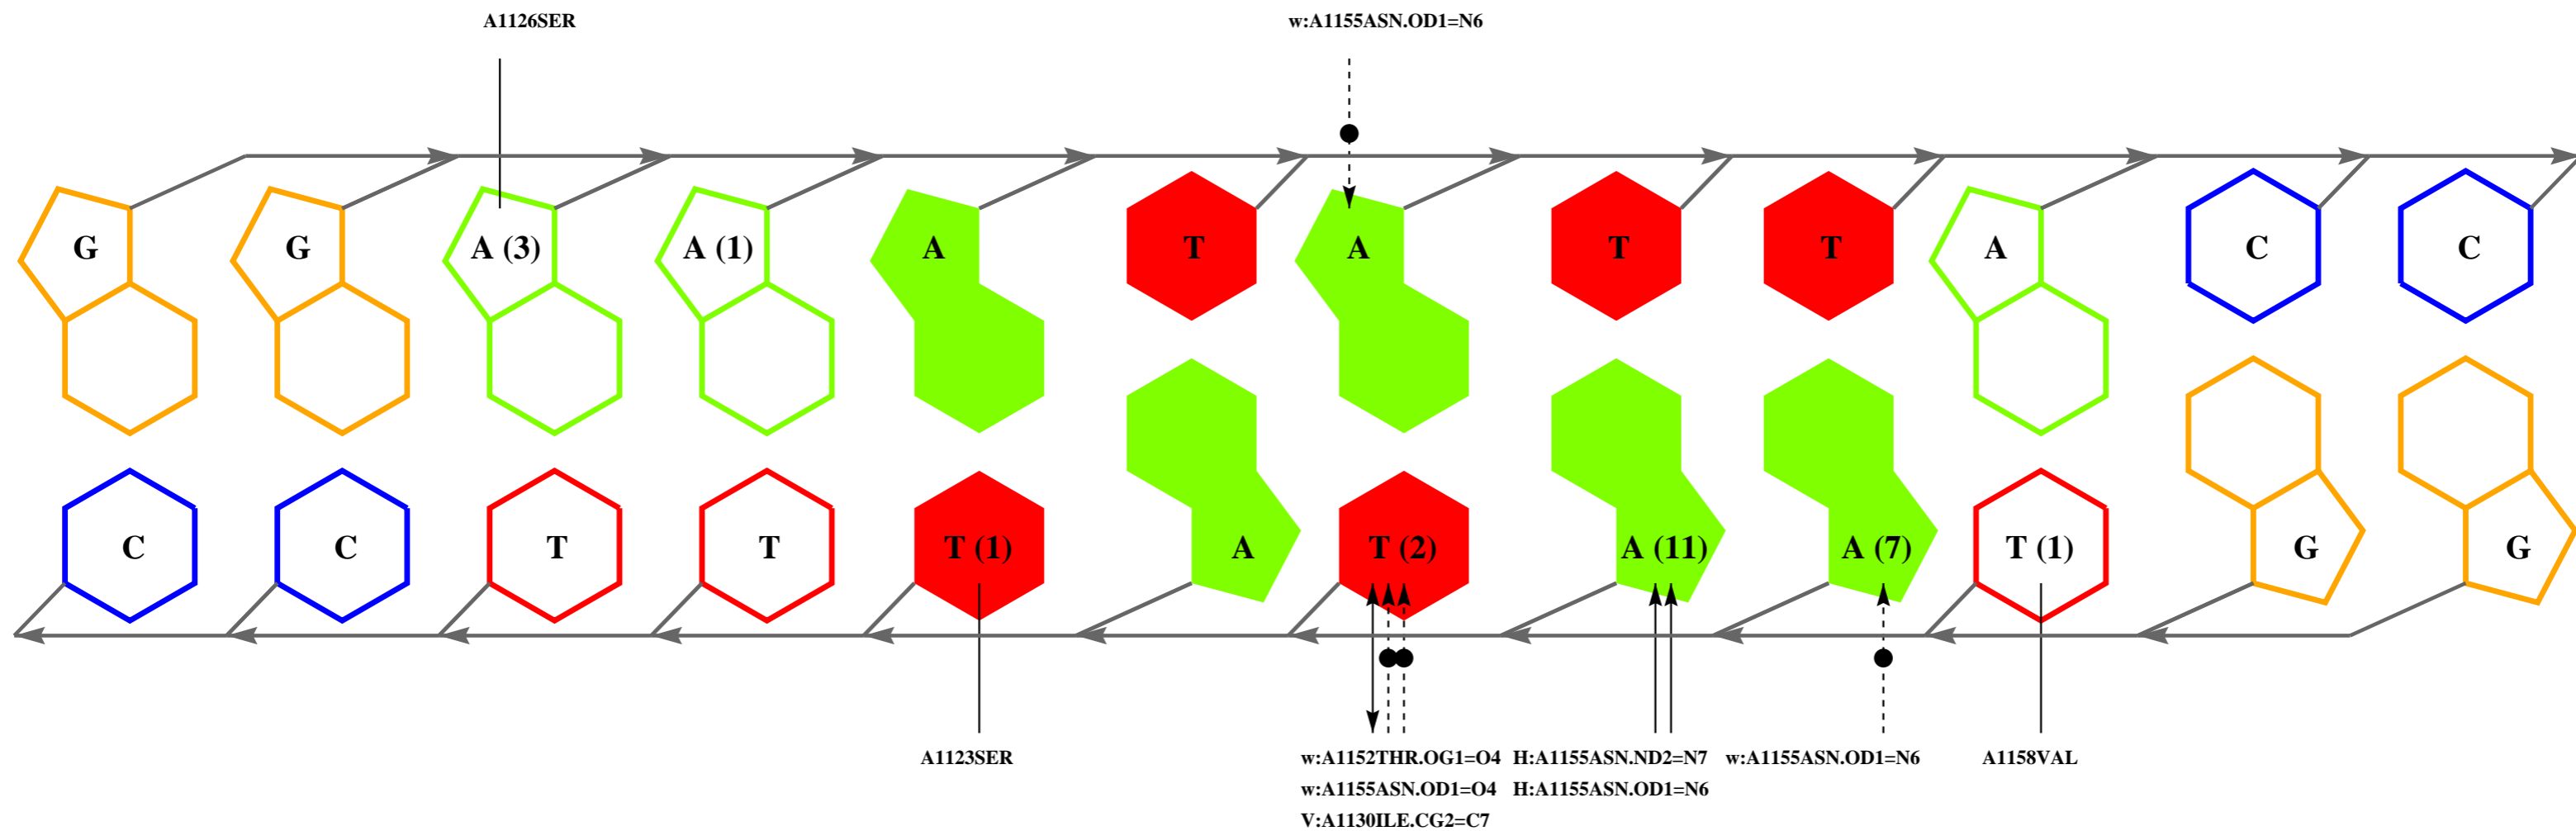 A1126SER w:A1155ASN.OD1=N6
G G A (3) A (1) A T A T T A C C
C C T T T (1) A T (2) A (11) A (7) T (1) G G
A1123SER w:A1152THR.OG1=O4 H:A1155ASN.ND2=N7 w:A1155ASN.OD1=N6 A1158VAL
w:A1155ASN.OD1=O4 H:A1155ASN.OD1=N6
V:A1130ILE.CG2=C7